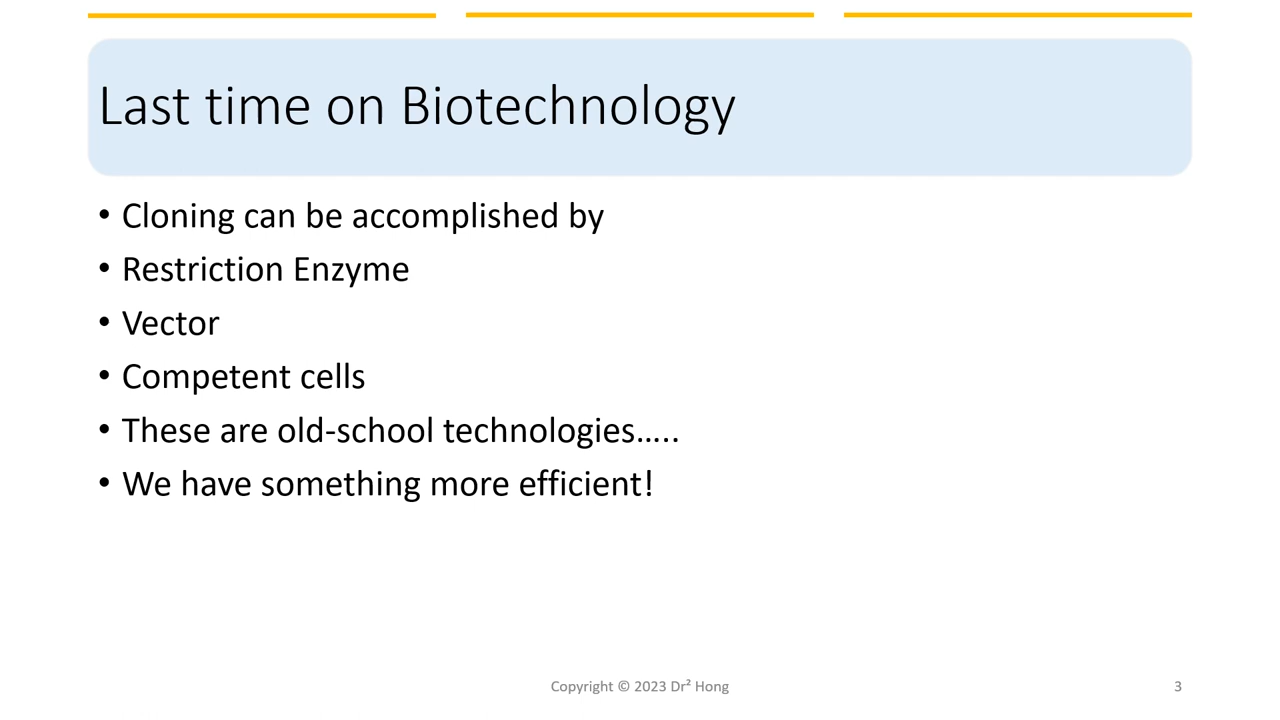 Last time on Biotechnology
• Cloning can be accomplished by
• Restriction Enzyme
• Vector
• Competent cells
• These are old-school technologies…..
• We have something more efficient!
Copyright © 2023 Dr² Hong
3